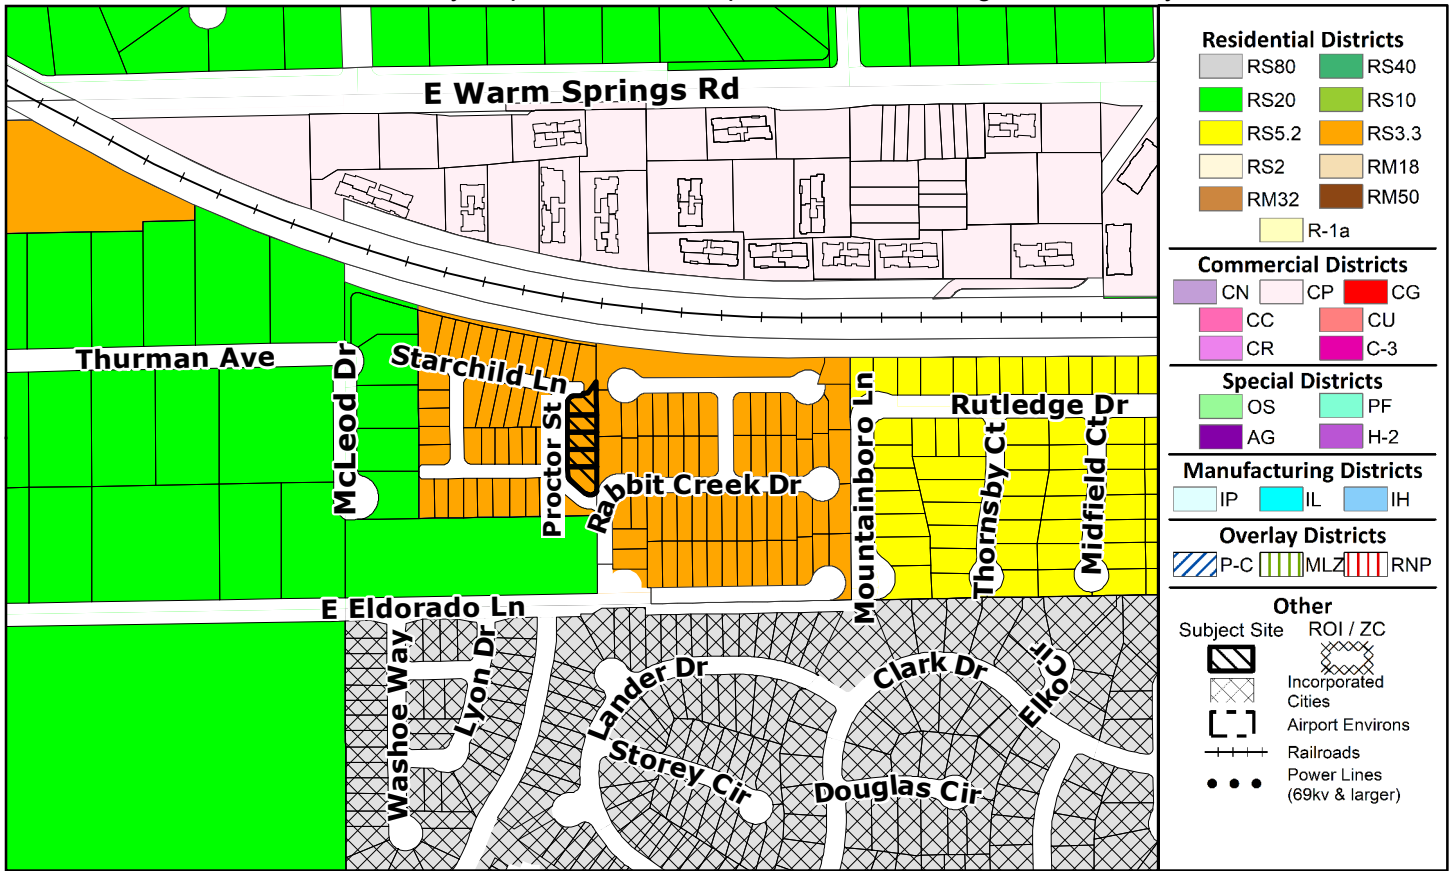 E Warm Springs Rd
Thurman Ave
McLeod Dr
Starchild Ln
Proctor St
Rabbit Creek Dr
Mountainboro Ln
Rutledge Dr
Thornsby Ct
Midfield Ct
E Eldorado Ln
Washoe Way
Lyon Dr
Lander Dr
Storey Cir
Clark Dr
Elko Cir
Douglas Cir
Residential Districts
RS80 RS40
RS20 RS10
RS5.2 RS3.3
RS2 RM18
RM32 RM50
R-1a
Commercial Districts
CN CP CG
CC CU
CR C-3
Special Districts
OS PF
AG H-2
Manufacturing Districts
IP IL IH
Overlay Districts
P-C MLZ RNP
Other
Subject Site ROI / ZC
Incorporated
Cities
Airport Environs
Railroads
Power Lines
(69kv & larger)